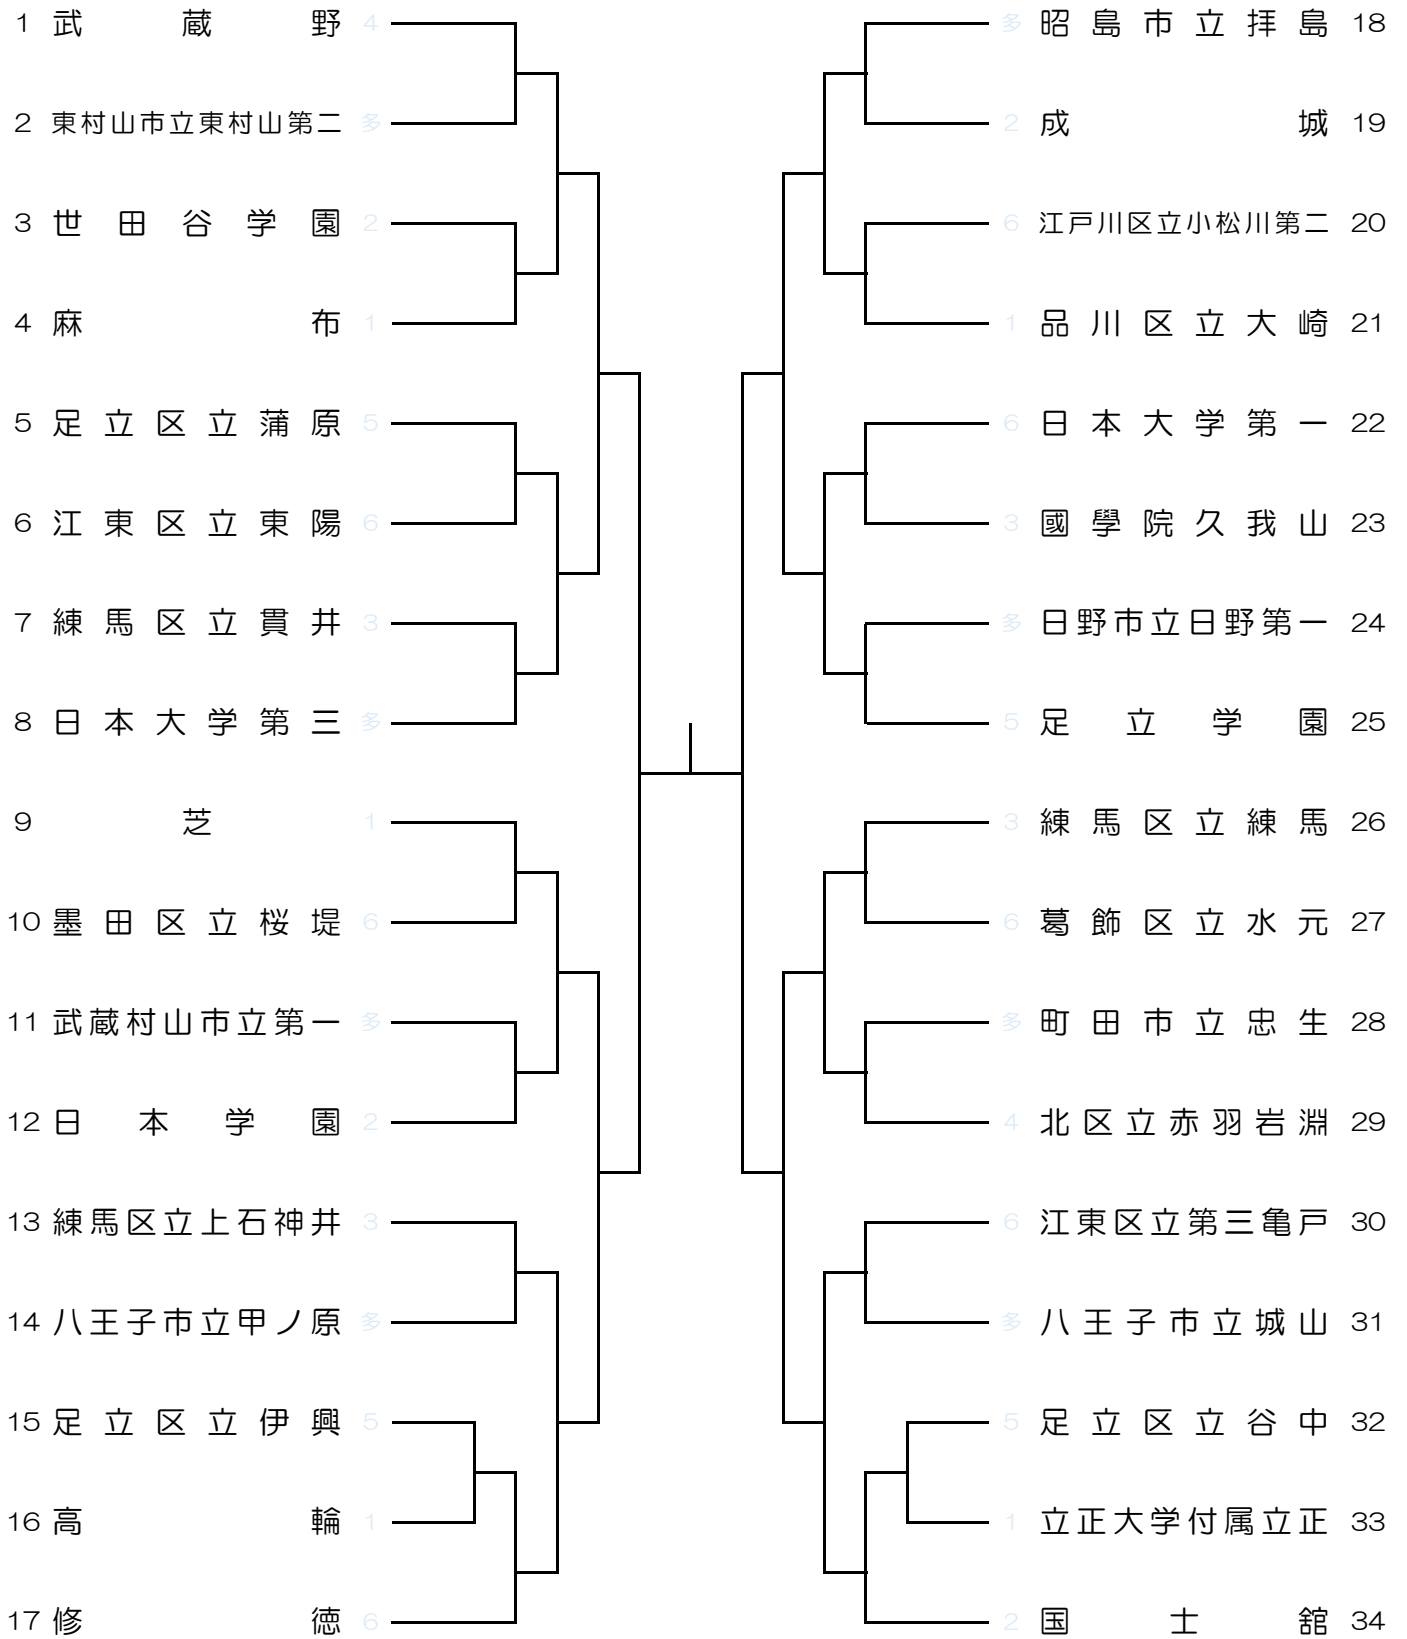 1 武蔵野 4
2 東村山市立東村山第二 多
3 世田谷学園 2
4 麻布 1
5 足立区立蒲原 5
6 江東区立東陽 6
7 練馬区立貫井 3
8 日本大学第三 多
9 芝 1
10 墨田区立桜堤 6
11 武蔵村山市立第一 多
12 日本学園 2
13 練馬区立上石神井 3
14 八王子市立甲ノ原 多
15 足立区立伊興 5
16 高輪 1
17 修徳 6
多 昭島市立拝島 18
2 成城 19
6 江戸川区立小松川第二 20
1 品川区立大崎 21
6 日本大学第一 22
3 國學院久我山 23
多 日野市立日野第一 24
5 足立学園 25
3 練馬区立練馬 26
6 葛飾区立水元 27
多 町田市立忠生 28
4 北区立赤羽岩淵 29
6 江東区立第三亀戸 30
多 八王子市立城山 31
5 足立区立谷中 32
1 立正大学付属立正 33
2 国士舘 34